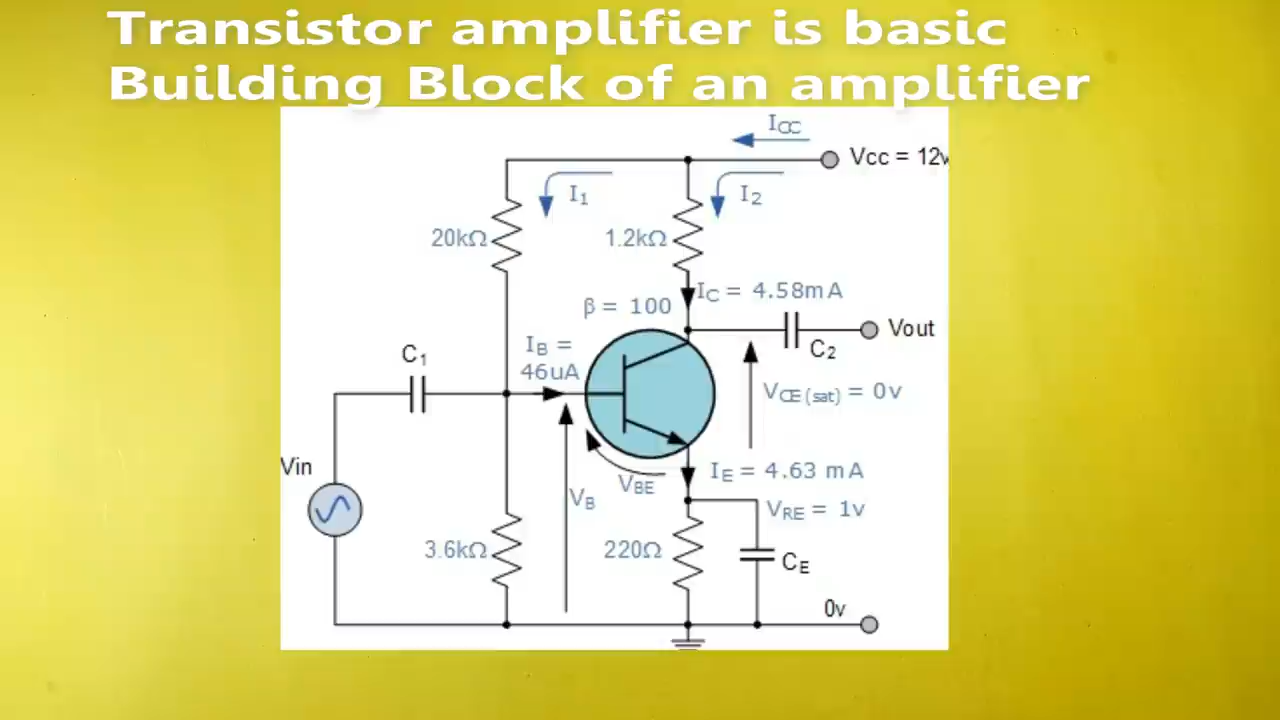 Transistor amplifier is basic
Building Block of an amplifier
ICC
Vcc = 12v
I1
I2
20kΩ
1.2kΩ
IC = 4.58mA
β = 100
Vout
C2
C1
IB =
46uA
VCE(sat) = 0v
Vin
VBE
IE = 4.63 mA
VB
VRE = 1v
3.6kΩ
220Ω
CE
0v